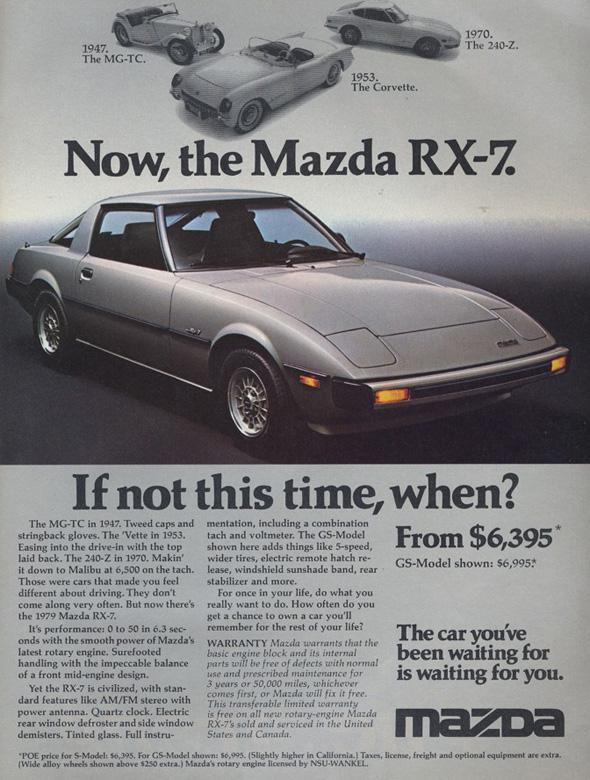 1947.
The MG-TC.
1970.
The 240-Z.
1953.
The Corvette.
Now, the Mazda RX-7.
If not this time, when?
The MG-TC in 1947. Tweed caps and
stringback gloves. The 'Vette in 1953.
Easing into the drive-in with the top
laid back. The 240-Z in 1970. Makin'
it down to Malibu at 6,500 on the tach.
Those were cars that made you feel
different about driving. They don't
come along very often. But now there's
the 1979 Mazda RX-7.
It's performance: 0 to 50 in 6.3 sec-
onds with the smooth power of Mazda's
latest rotary engine. Surefooted
handling with the impeccable balance
of a front mid-engine design.
Yet the RX-7 is civilized, with stan-
dard features like AM/FM stereo with
power antenna. Quartz clock. Electric
rear window defroster and side window
demisters. Tinted glass. Full instru-
mentation, including a combination
tach and voltmeter. The GS-Model
shown here adds things like 5-speed,
wider tires, electric remote hatch re-
lease, windshield sunshade band, rear
stabilizer and more.
For once in your life, do what you
really want to do. How often do you
get a chance to own a car you'll
remember for the rest of your life?
WARRANTY Mazda warrants that the
basic engine block and its internal
parts will be free of defects with normal
use and prescribed maintenance for
3 years or 50,000 miles, whichever
comes first, or Mazda will fix it free.
This transferable limited warranty
is free on all new rotary-engine Mazda
RX-7's sold and serviced in the United
States and Canada.
From $6,395*
GS-Model shown: $6,995*
The car you've
been waiting for
is waiting for you.
mazda
*POE price for S-Model: $6,395. For GS-Model shown: $6,995. (Slightly higher in California.) Taxes, license, freight and optional equipment are extra.
(Wide alloy wheels shown above $250 extra.) Mazda's rotary engine licensed by NSU-WANKEL.